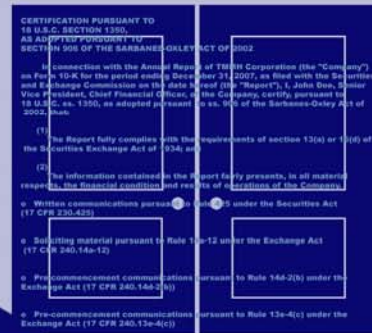 CERTIFICATION PURSUANT TO
18 U.S.C. SECTION 1350,
AS ADOPTED PURSUANT TO
SECTION 906 OF THE SARBANES-OXLEY ACT OF 2002
In connection with the Annual Report of Corporation (the "Company")
on Form 10-K for the period ending December 31, 2007, as filed with the Securities
and Exchange Commission on the date hereof (the "Report"), I, John Doe, Senior
Vice President, Chief Financial Officer, of the Company, certify, pursuant to
18 U.S.C. ss. 1350, as adopted pursuant to ss. 906 of the Sarbanes-Oxley Act of
2002, that:
(1)
The Report fully complies with the requirements of section 13(a) or 15(d) of
the Securities Exchange Act of 1934; and
(2)
The information contained in the Report fairly presents, in all material
respects, the financial condition and results of operations of the Company.
o Written communications pursuant to Rule 425 under the Securities Act
(17 CFR 230.425)
o Soliciting material pursuant to Rule 14a-12 under the Exchange Act
(17 CFR 240.14a-12)
o Pre-commencement communications pursuant to Rule 14d-2(b) under the
Exchange Act (17 CFR 240.14d-2(b))
o Pre-commencement communications pursuant to Rule 13e-4(c) under the
Exchange Act (17 CFR 240.13e-4(c))